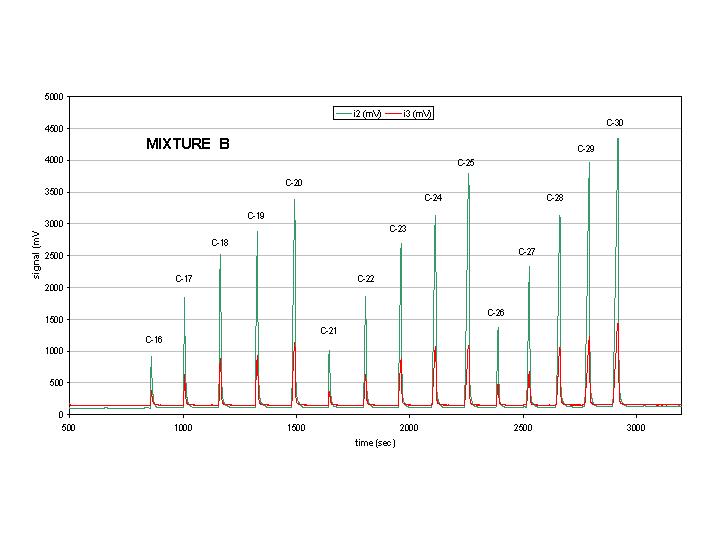 5000
i2 (mV) i3 (mV)
C-30
4500
MIXTURE B
C-29
4000
C-25
C-20
3500
C-24 C-28
C-19
3000
C-23
C-18
signal (mV
2500
C-27
C-17 C-22
2000
C-26
1500
C-21
C-16
1000
500
0
500 1000 1500 2000 2500 3000
time (sec)